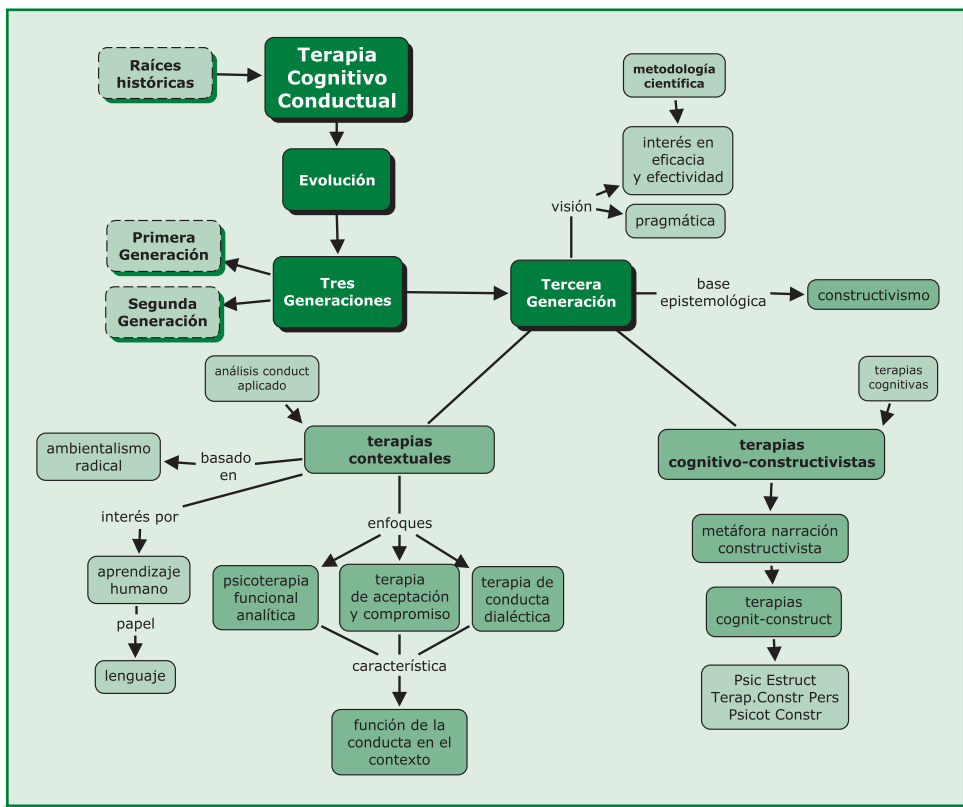 Raíces
históricas
Terapia
Cognitivo
Conductual
metodología
científica
Evolución
interés en
eficacia
y efectividad
visión
pragmática
Primera
Generación
Segunda
Generación
Tres
Generaciones
Tercera
Generación
base
epistemológica
constructivismo
análisis conduct
aplicado
terapias
cognitivas
ambientalismo
radical
basado
en
terapias
contextuales
terapias
cognitivo-constructivistas
interés por
enfoques
metáfora narración
constructivista
aprendizaje
humano
psicoterapia
funcional
analítica
terapia
de aceptación
y compromiso
terapia de
conducta
dialéctica
terapias
cognit-construct
papel
lenguaje
característica
Psic Estruct
Terap.Constr Pers
Psicot Constr
función de la
conducta en el
contexto